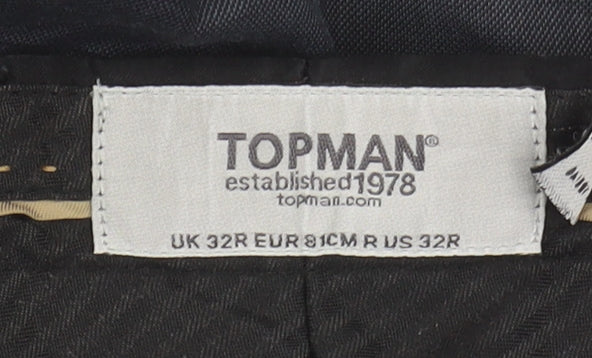 TOPMAN®
established1978
topman.com
UK 32R EUR 81CM R US 32R